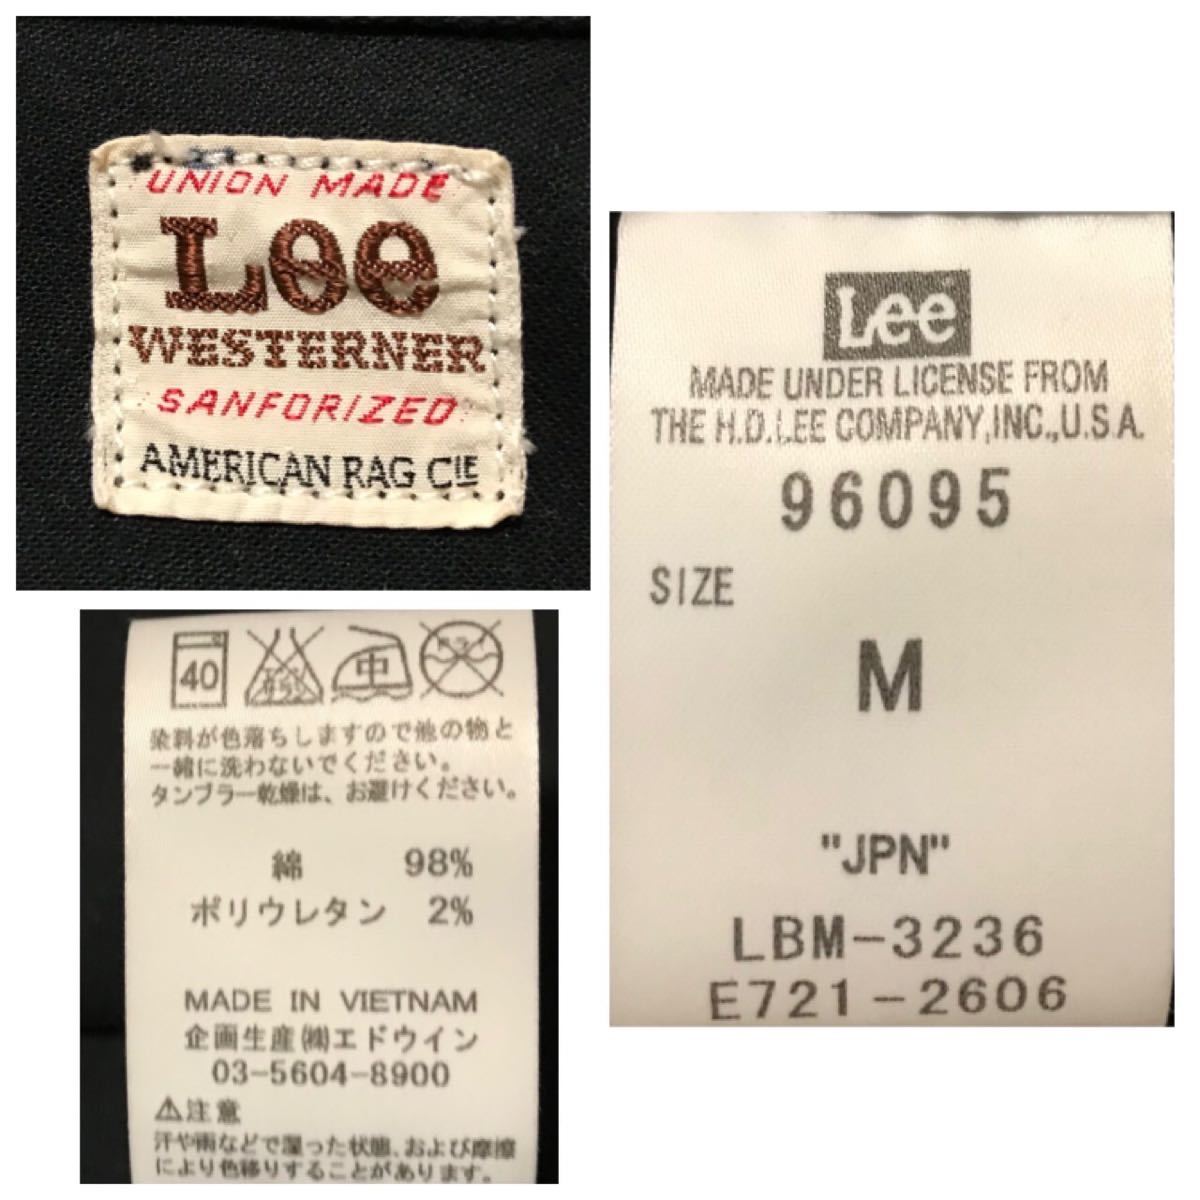 UNION MADE
Lee
WESTERNER
SANFORIZED
AMERICAN RAG CIE
40
中
ドライ
染料が色落ちしますので他の物と
一緒に洗わないでください。
タンブラー乾燥は、お避けください。
綿 98%
ポリウレタン 2%
MADE IN VIETNAM
企画生産㈱エドウイン
03-5604-8900
⚠注意
汗や雨などで湿った状態、および摩擦
により色移りすることがあります。
Lee
MADE UNDER LICENSE FROM
THE H.D.LEE COMPANY,INC.,U.S.A.
96095
SIZE
M
"JPN"
LBM-3236
E721-2606